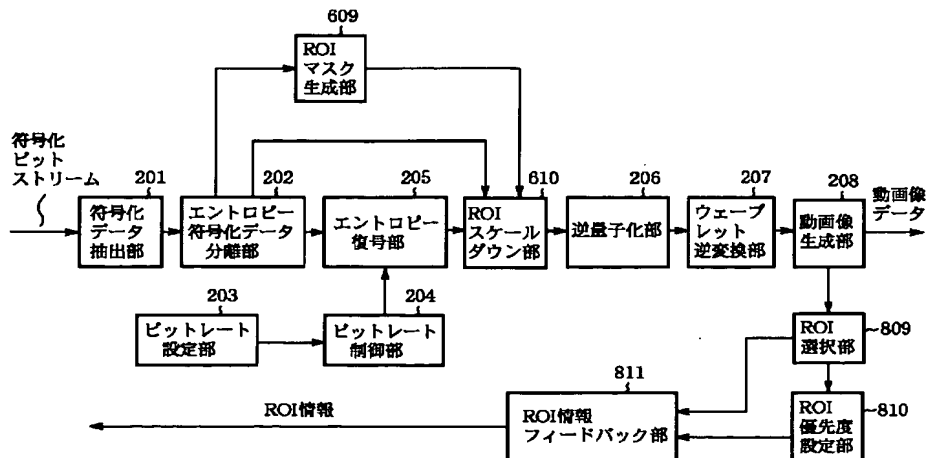 609
ROI
マスク
生成部
符号化
ビット
ストリーム
201
202
205
610
206
207
208
動画像
データ
符号化
データ
抽出部
エントロピー
符号化データ
分離部
エントロピー
復号部
ROI
スケール
ダウン部
逆量子化部
ウェーブ
レット
逆変換部
動画像
生成部
203
204
ビットレート
設定部
ビットレート
制御部
ROI
選択部
809
811
ROI情報
ROI情報
フィードバック部
ROI
優先度
設定部
810